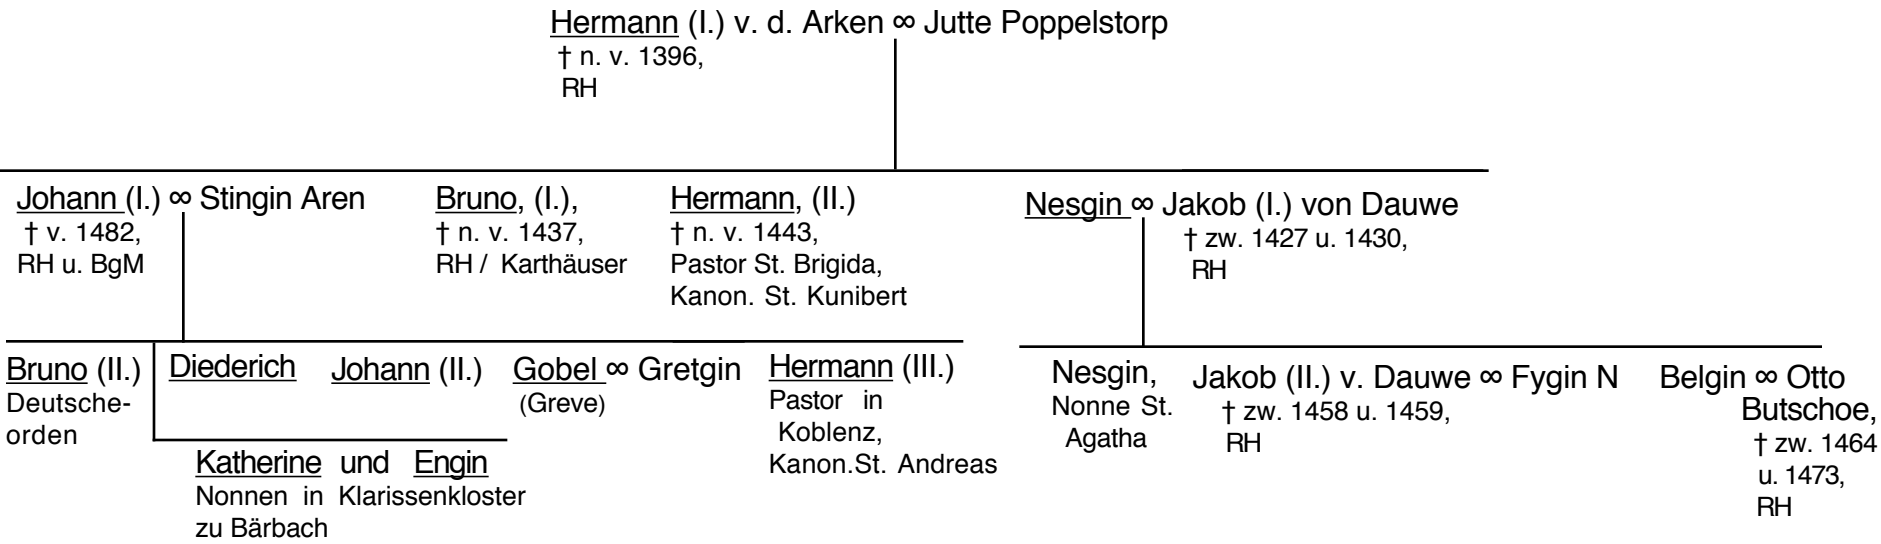 Hermann (I.) v. d. Arken ∞ Jutte Poppelstorp
† n. v. 1396,
RH
Johann (I.) ∞ Stingin Aren
† v. 1482,
RH u. BgM
Bruno, (I.),
† n. v. 1437,
RH / Karthäuser
Hermann, (II.)
† n. v. 1443,
Pastor St. Brigida,
Kanon. St. Kunibert
Nesgin ∞ Jakob (I.) von Dauwe
† zw. 1427 u. 1430,
RH
Bruno (II.)
Deutsche-
orden
Diederich
Johann (II.)
Gobel ∞ Gretgin
(Greve)
Hermann (III.)
Pastor in
Koblenz,
Kanon.St. Andreas
Katherine und Engin
Nonnen in Klarissenkloster
zu Bärbach
Nesgin,
Nonne St.
Agatha
Jakob (II.) v. Dauwe ∞ Fygin N
† zw. 1458 u. 1459,
RH
Belgin ∞ Otto
Butschoe,
† zw. 1464
u. 1473,
RH